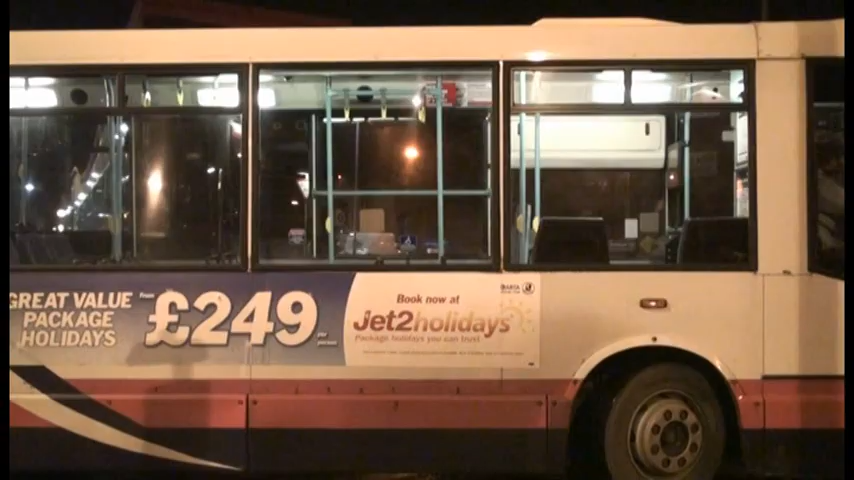 GREAT VALUE
PACKAGE
HOLIDAYS
From
£249
per
person
Book now at
Jet2holidays
Package holidays you can trust